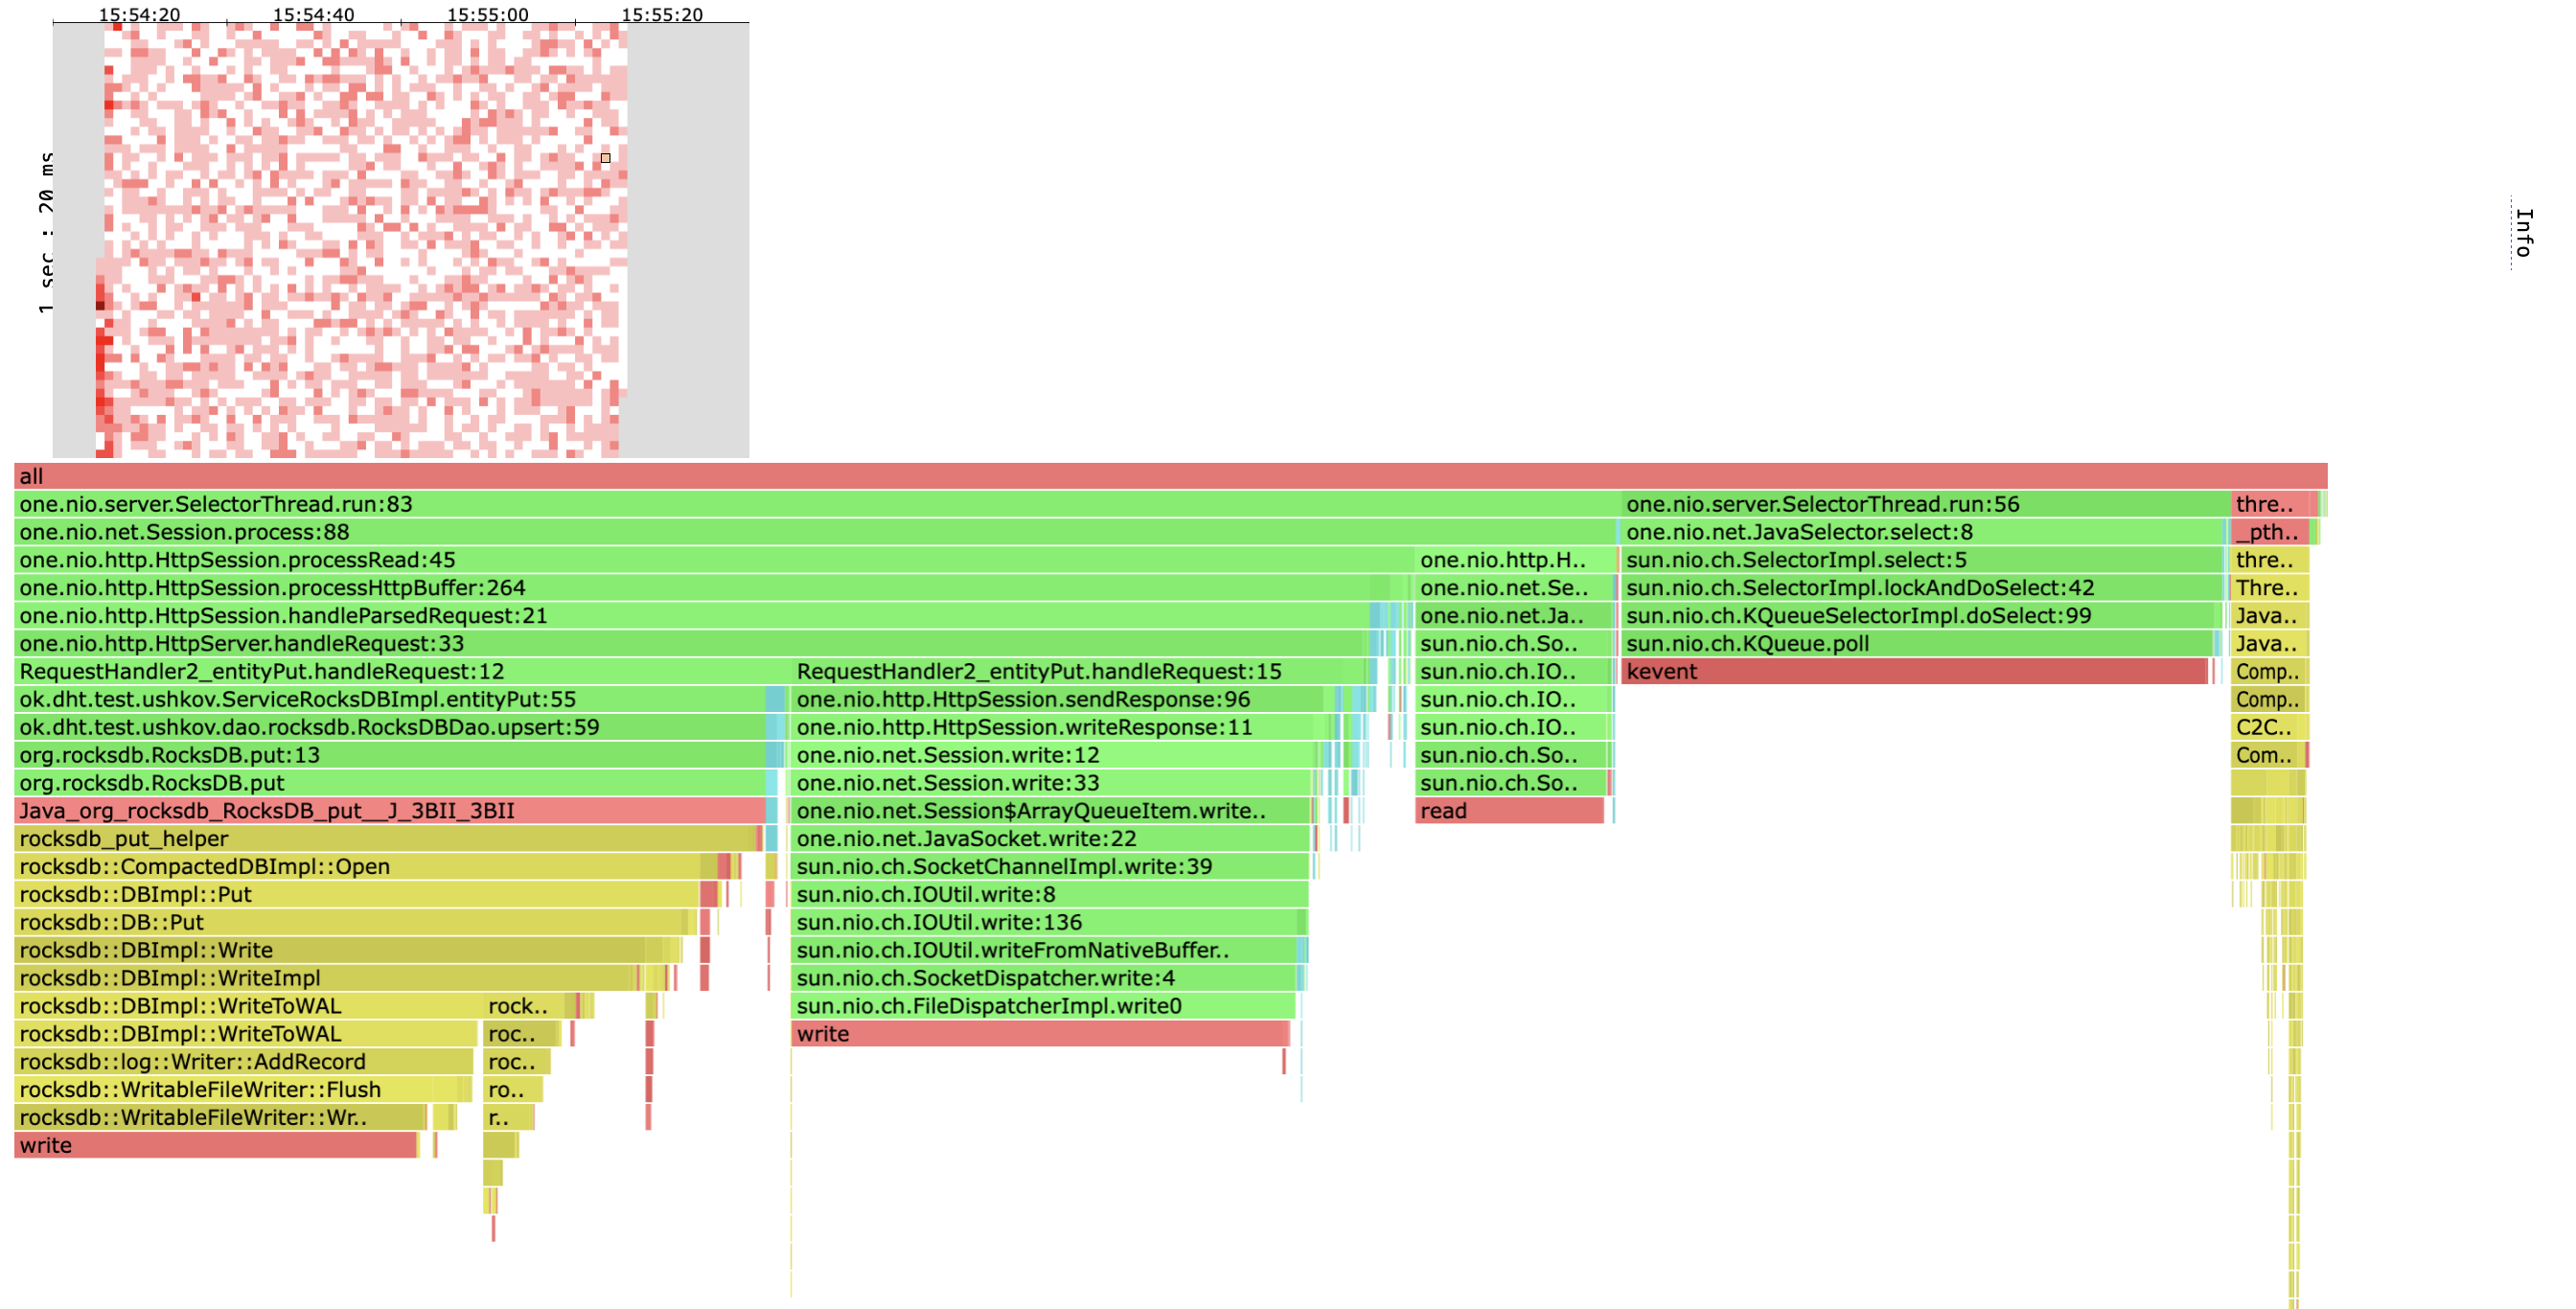 15:54:20 15:54:40 15:55:00 15:55:20
1 sec : 20 ms
Info
all
one.nio.server.SelectorThread.run:83 one.nio.server.SelectorThread.run:56 thre..
one.nio.net.Session.process:88 one.nio.net.JavaSelector.select:8 _pth..
one.nio.http.HttpSession.processRead:45 one.nio.http.H.. sun.nio.ch.SelectorImpl.select:5 thre..
one.nio.http.HttpSession.processHttpBuffer:264 one.nio.net.Se.. sun.nio.ch.SelectorImpl.lockAndDoSelect:42 Thre..
one.nio.http.HttpSession.handleParsedRequest:21 one.nio.net.Ja.. sun.nio.ch.KQueueSelectorImpl.doSelect:99 Java..
one.nio.http.HttpServer.handleRequest:33 sun.nio.ch.So.. sun.nio.ch.KQueue.poll Java..
RequestHandler2_entityPut.handleRequest:12 RequestHandler2_entityPut.handleRequest:15 sun.nio.ch.IO.. kevent Comp..
ok.dht.test.ushkov.ServiceRocksDBImpl.entityPut:55 one.nio.http.HttpSession.sendResponse:96 sun.nio.ch.IO.. Comp..
ok.dht.test.ushkov.dao.rocksdb.RocksDBDao.upsert:59 one.nio.http.HttpSession.writeResponse:11 sun.nio.ch.IO.. C2C..
org.rocksdb.RocksDB.put:13 one.nio.net.Session.write:12 sun.nio.ch.So.. Com..
org.rocksdb.RocksDB.put one.nio.net.Session.write:33 sun.nio.ch.So..
Java_org_rocksdb_RocksDB_put__J_3BII_3BII one.nio.net.Session$ArrayQueueItem.write.. read
rocksdb_put_helper one.nio.net.JavaSocket.write:22
rocksdb::CompactedDBImpl::Open sun.nio.ch.SocketChannelImpl.write:39
rocksdb::DBImpl::Put sun.nio.ch.IOUtil.write:8
rocksdb::DB::Put sun.nio.ch.IOUtil.write:136
rocksdb::DBImpl::Write sun.nio.ch.IOUtil.writeFromNativeBuffer..
rocksdb::DBImpl::WriteImpl sun.nio.ch.SocketDispatcher.write:4
rocksdb::DBImpl::WriteToWAL rock.. sun.nio.ch.FileDispatcherImpl.write0
rocksdb::DBImpl::WriteToWAL roc.. write
rocksdb::log::Writer::AddRecord roc..
rocksdb::WritableFileWriter::Flush ro..
rocksdb::WritableFileWriter::Wr.. r..
write